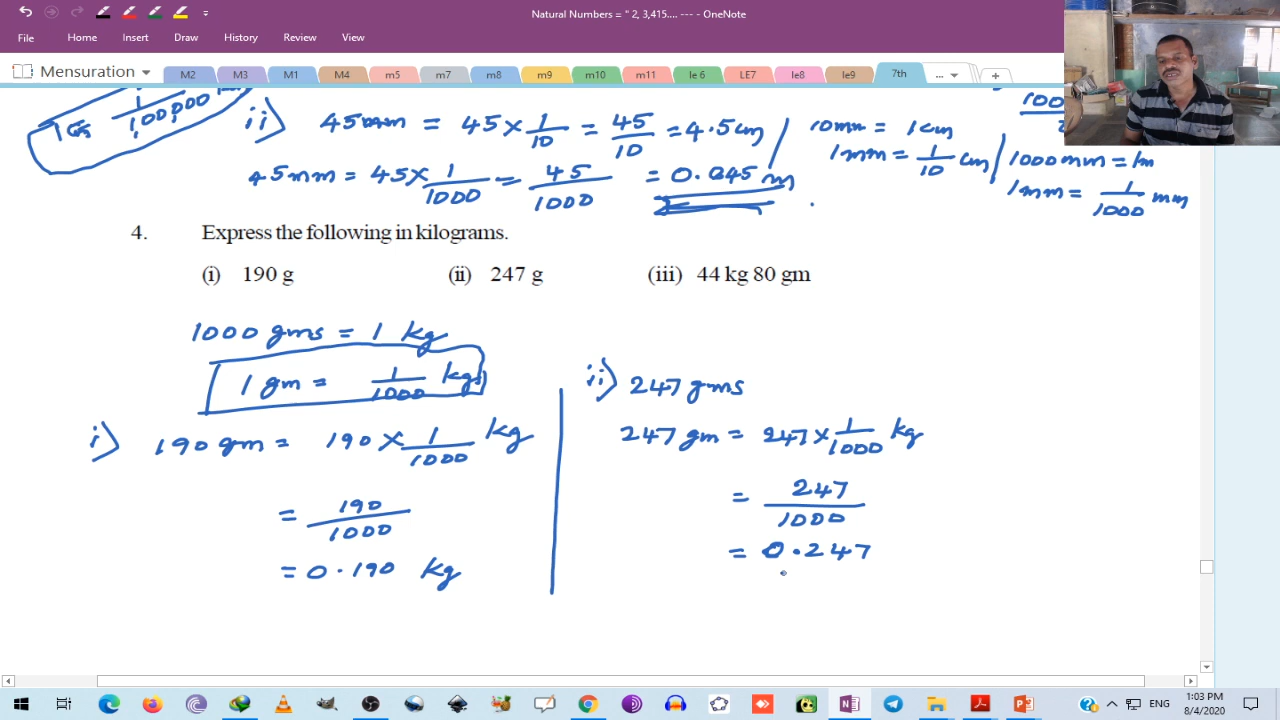 Natural Numbers = " 2, 3,415.... --- - OneNote
File Home Insert Draw History Review View
Mensuration M2 M3 M1 M4 m5 m7 m8 m9 m10 m11 le 6 LE7 le8 le9 7th ... +
1/100,000
ii) 45mm = 45 × 1/10 = 45/10 = 4.5cm
45mm = 45 × 1/1000 = 45/1000 = 0.045 m
10mm = 1cm
1mm = 1/10 cm
100
1000mm = 1m
1mm = 1/1000 mm
4. Express the following in kilograms.
(i) 190 g (ii) 247 g (iii) 44 kg 80 gm
1000 gms = 1 kg
1 gm = 1/1000 kgs
i) 190 gm = 190 × 1/1000 kg
= 190/1000
= 0.190 kg
ii) 247 gms
247 gm = 247 × 1/1000 kg
= 247/1000
= 0.247
ENG
1:03 PM
8/4/2020